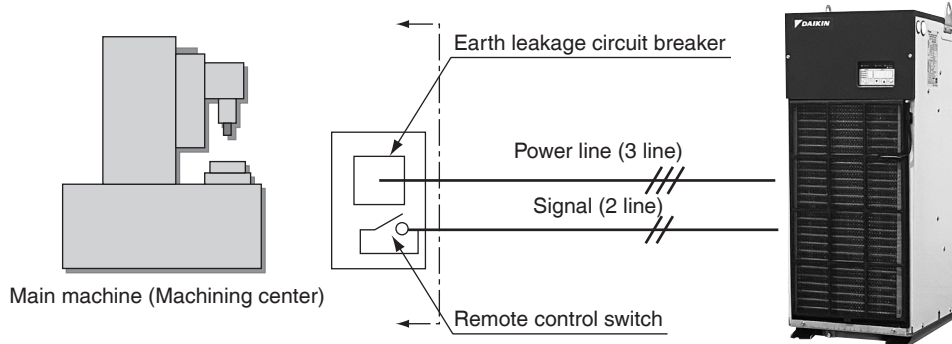 DAIKIN
Earth leakage circuit breaker
Power line (3 line)
Signal (2 line)
Main machine (Machining center)
Remote control switch